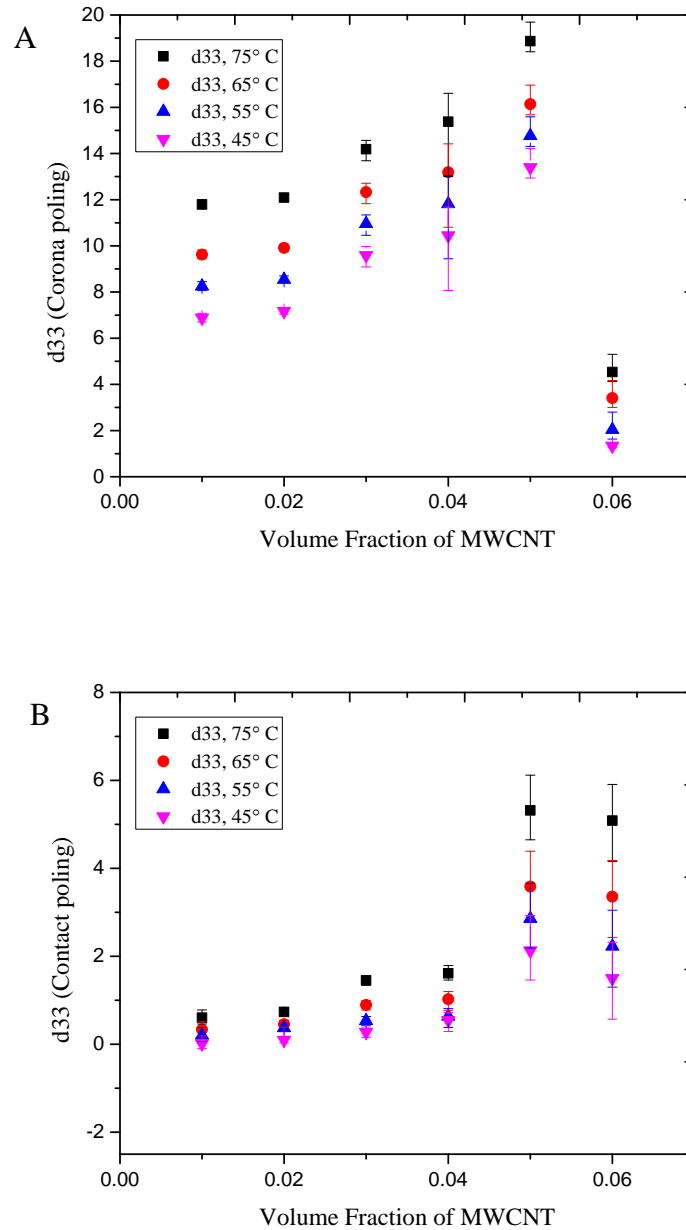 A
20
18
16
14
12
10
8
6
4
2
0
d33 (Corona poling)
d33, 75° C
d33, 65° C
d33, 55° C
d33, 45° C
0.00 0.02 0.04 0.06
Volume Fraction of MWCNT
B
8
6
4
2
0
-2
d33 (Contact poling)
d33, 75° C
d33, 65° C
d33, 55° C
d33, 45° C
0.00 0.02 0.04 0.06
Volume Fraction of MWCNT